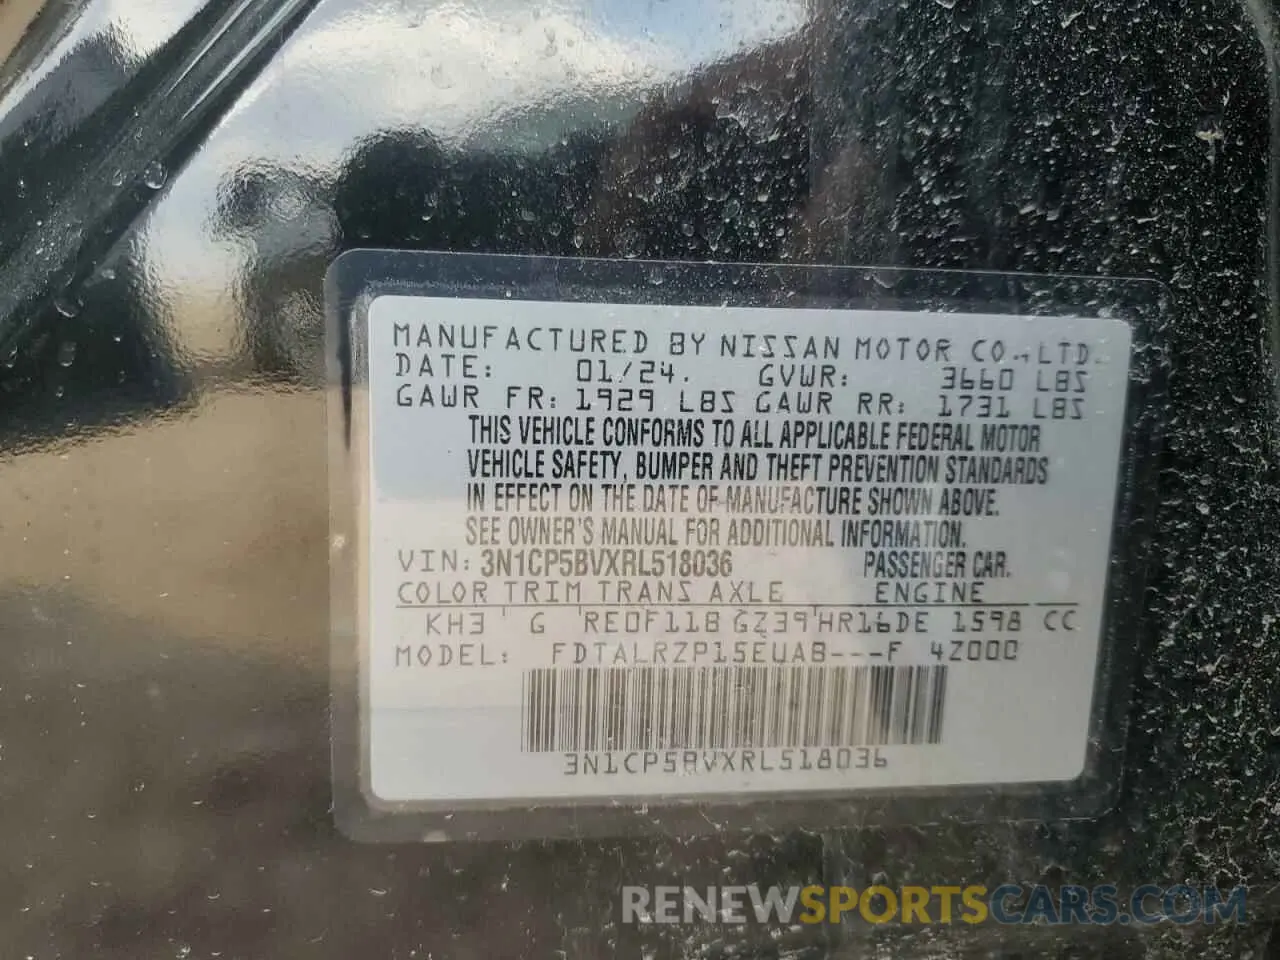 MANUFACTURED BY NISSAN MOTOR CO., LTD.
DATE: 01/24. GVWR: 3660 LBS
GAWR FR: 1929 LBS GAWR RR: 1731 LBS
THIS VEHICLE CONFORMS TO ALL APPLICABLE FEDERAL MOTOR
VEHICLE SAFETY, BUMPER AND THEFT PREVENTION STANDARDS
IN EFFECT ON THE DATE OF MANUFACTURE SHOWN ABOVE.
SEE OWNER'S MANUAL FOR ADDITIONAL INFORMATION.
VIN: 3N1CP5BVXRL518036 PASSENGER CAR.
COLOR TRIM TRANS AXLE ENGINE
KH3 G RE0F11B GZ39 HR16DE 1598 CC
MODEL: FDTALRZP15EUAB---F 4Z000
3N1CP5BVXRL518036
RENEWSPORTSCARS.COM